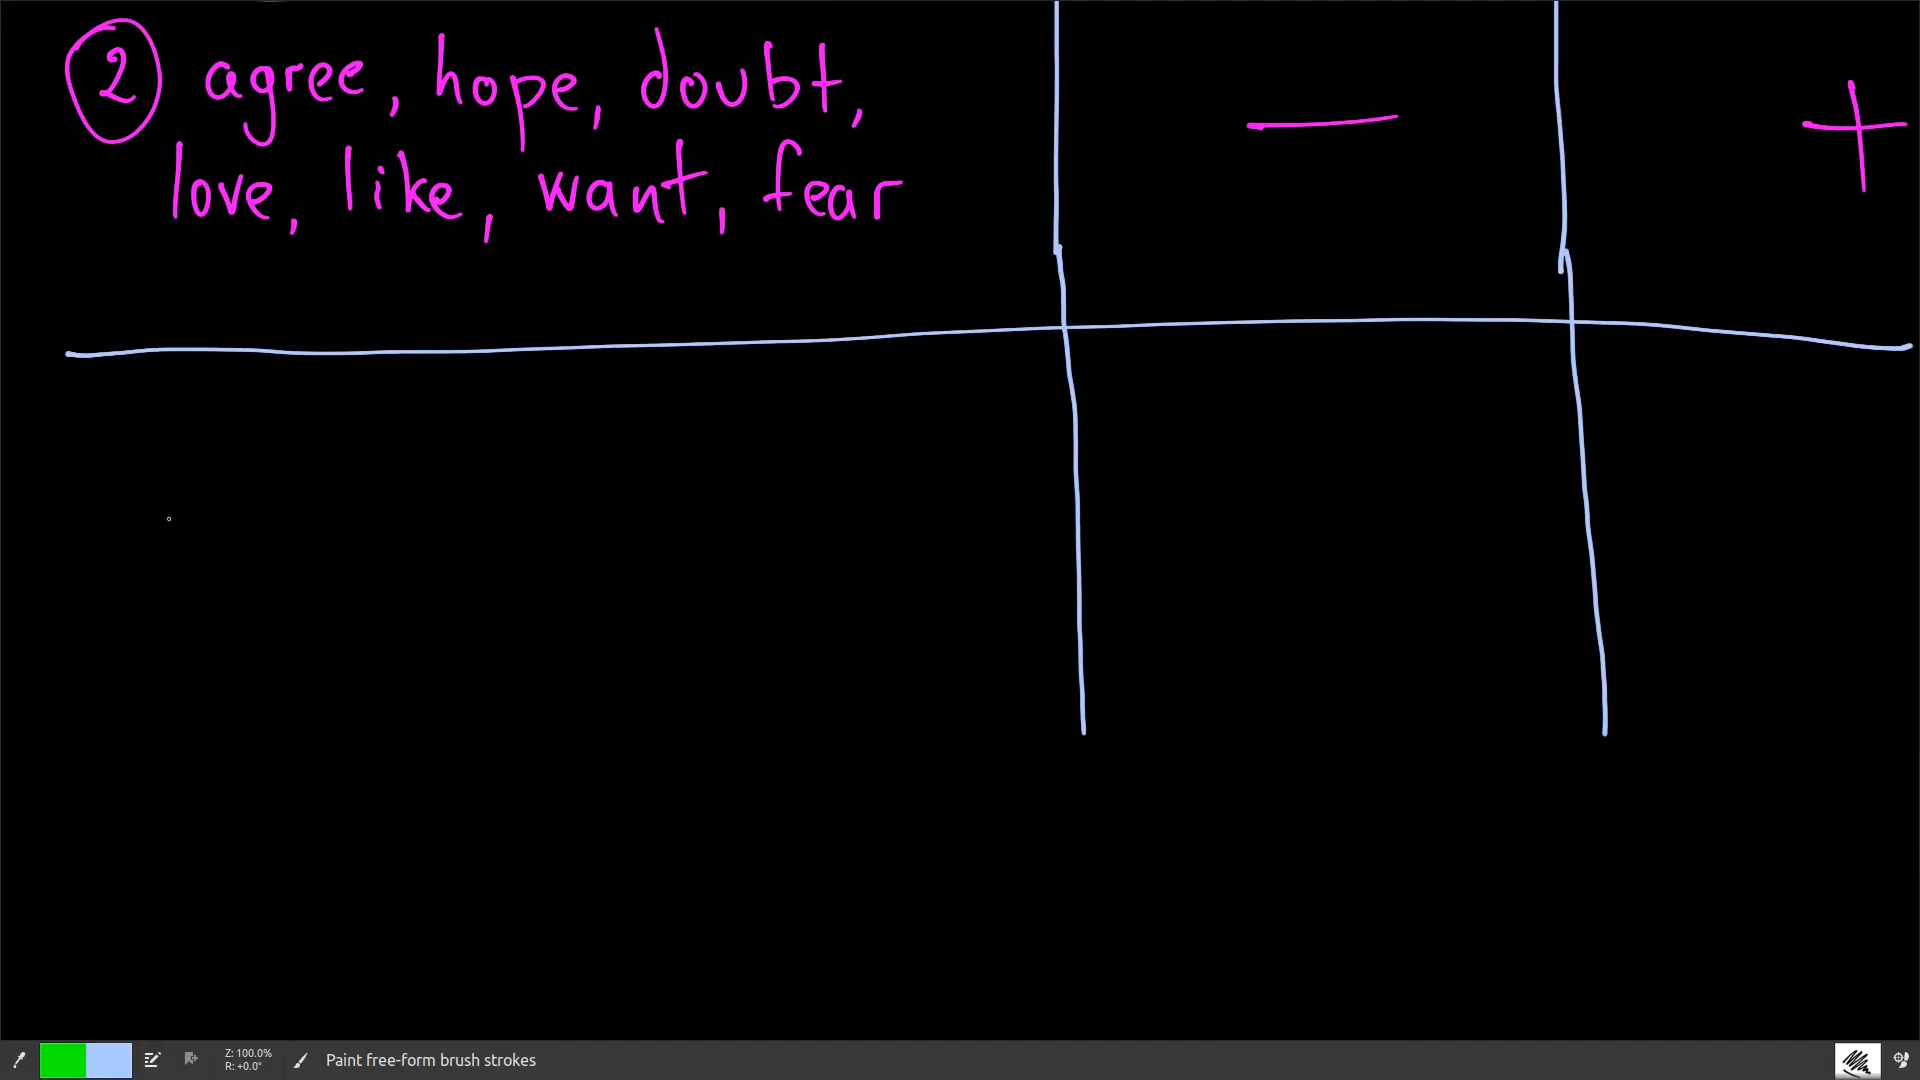 2 agree, hope, doubt, — +
love, like, want, fear
Z: 100.0%
R: +0.0°
Paint free-form brush strokes